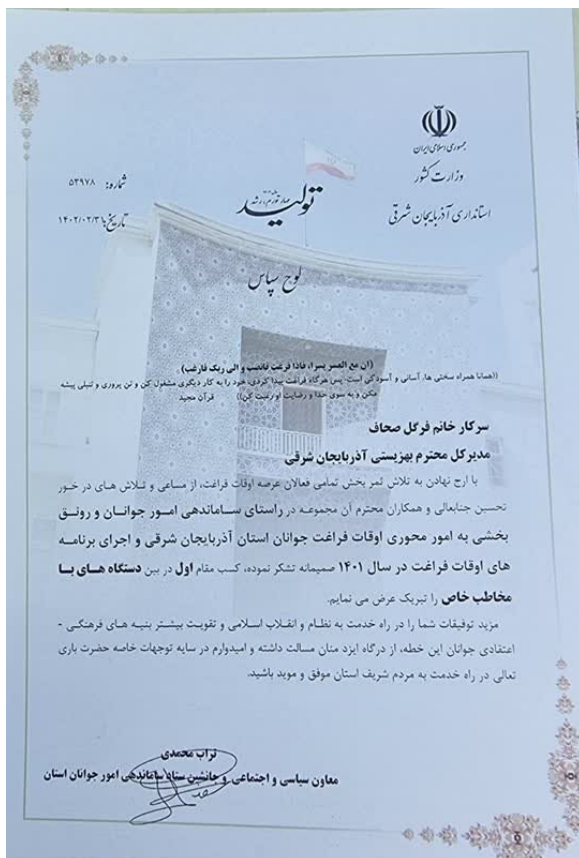 جمهوری اسلامی ایران
وزارت کشور
استانداری آذربایجان شرقی
شماره: ۵۳۹۷۸
تاریخ: ۱۴۰۲/۰۲/۳۱
تولید
مهار تورم، رشد
لوح سپاس
(ان مع العسر یسرا، فاذا فرغت فانصب و الی ربک فارغب)
((همانا همراه سختی ها، آسانی و آسودگی است. پس هرگاه فراغت پیدا کردی، خود را به کار دیگری مشغول کن و تن پروری و تنبلی پیشه
مکن و به سوی خدا و رضایت او رغبت کن)) قرآن مجید
سرکار خانم فرگل صحاف
مدیرکل محترم بهزیستی آذربایجان شرقی
با ارج نهادن به تلاش ثمر بخش تمامی فعالان عرصه اوقات فراغت، از مساعی و تلاش های در خور
تحسین جنابعالی و همکاران محترم آن مجموعه در راستای ساماندهی امور جوانان و رونق
بخشی به امور محوری اوقات فراغت جوانان استان آذربایجان شرقی و اجرای برنامه
های اوقات فراغت در سال ۱۴۰۱ صمیمانه تشکر نموده، کسب مقام اول در بین دستگاه های با
مخاطب خاص را تبریک عرض می نمایم.
مزید توفیقات شما را در راه خدمت به نظام و انقلاب اسلامی و تقویت بیشتر بنیه های فرهنگی -
اعتقادی جوانان این خطه، از درگاه ایزد منان مسالت داشته و امیدوارم در سایه توجهات خاصه حضرت باری
تعالی در راه خدمت به مردم شریف استان موفق و موید باشید.
تراب محمدی
معاون سیاسی و اجتماعی و جانشین ستاد ساماندهی امور جوانان استان